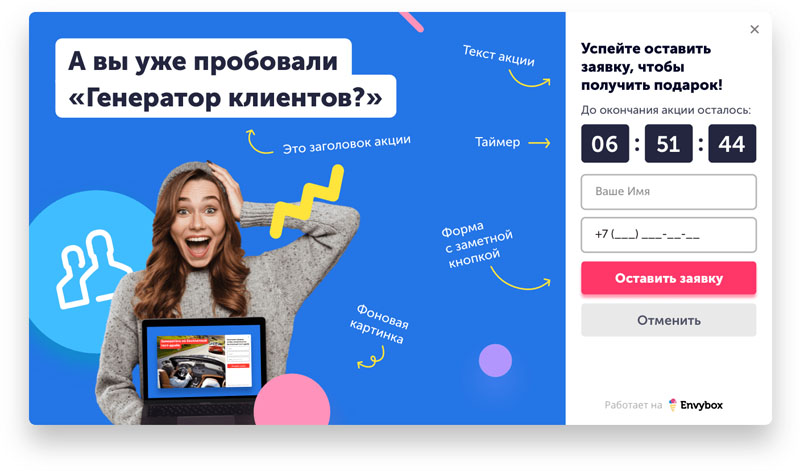 А вы уже пробовали
«Генератор клиентов?»
Это заголовок акции
Текст акции
Таймер
Форма
с заметной
кнопкой
Фоновая
картинка
Успейте оставить
заявку, чтобы
получить подарок!
До окончания акции осталось:
06 : 51 : 44
Ваше Имя
+7 (___) ___-__-__
Оставить заявку
Отменить
Работает на Envybox